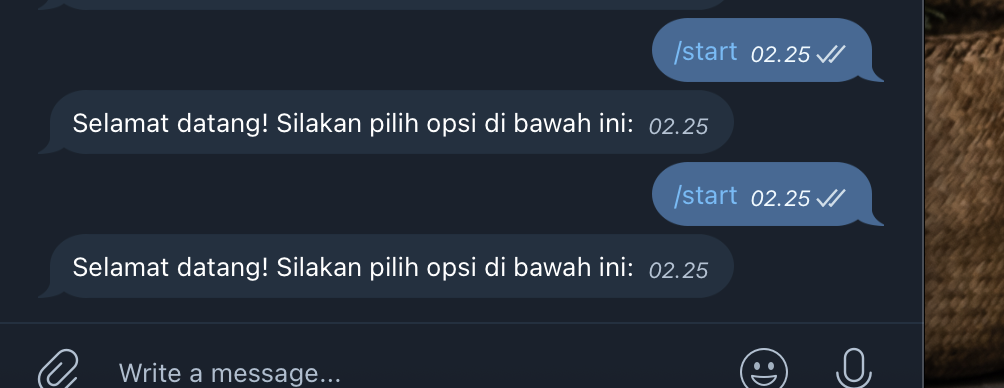 /start 02.25
Selamat datang! Silakan pilih opsi di bawah ini: 02.25
/start 02.25
Selamat datang! Silakan pilih opsi di bawah ini: 02.25
Write a message...